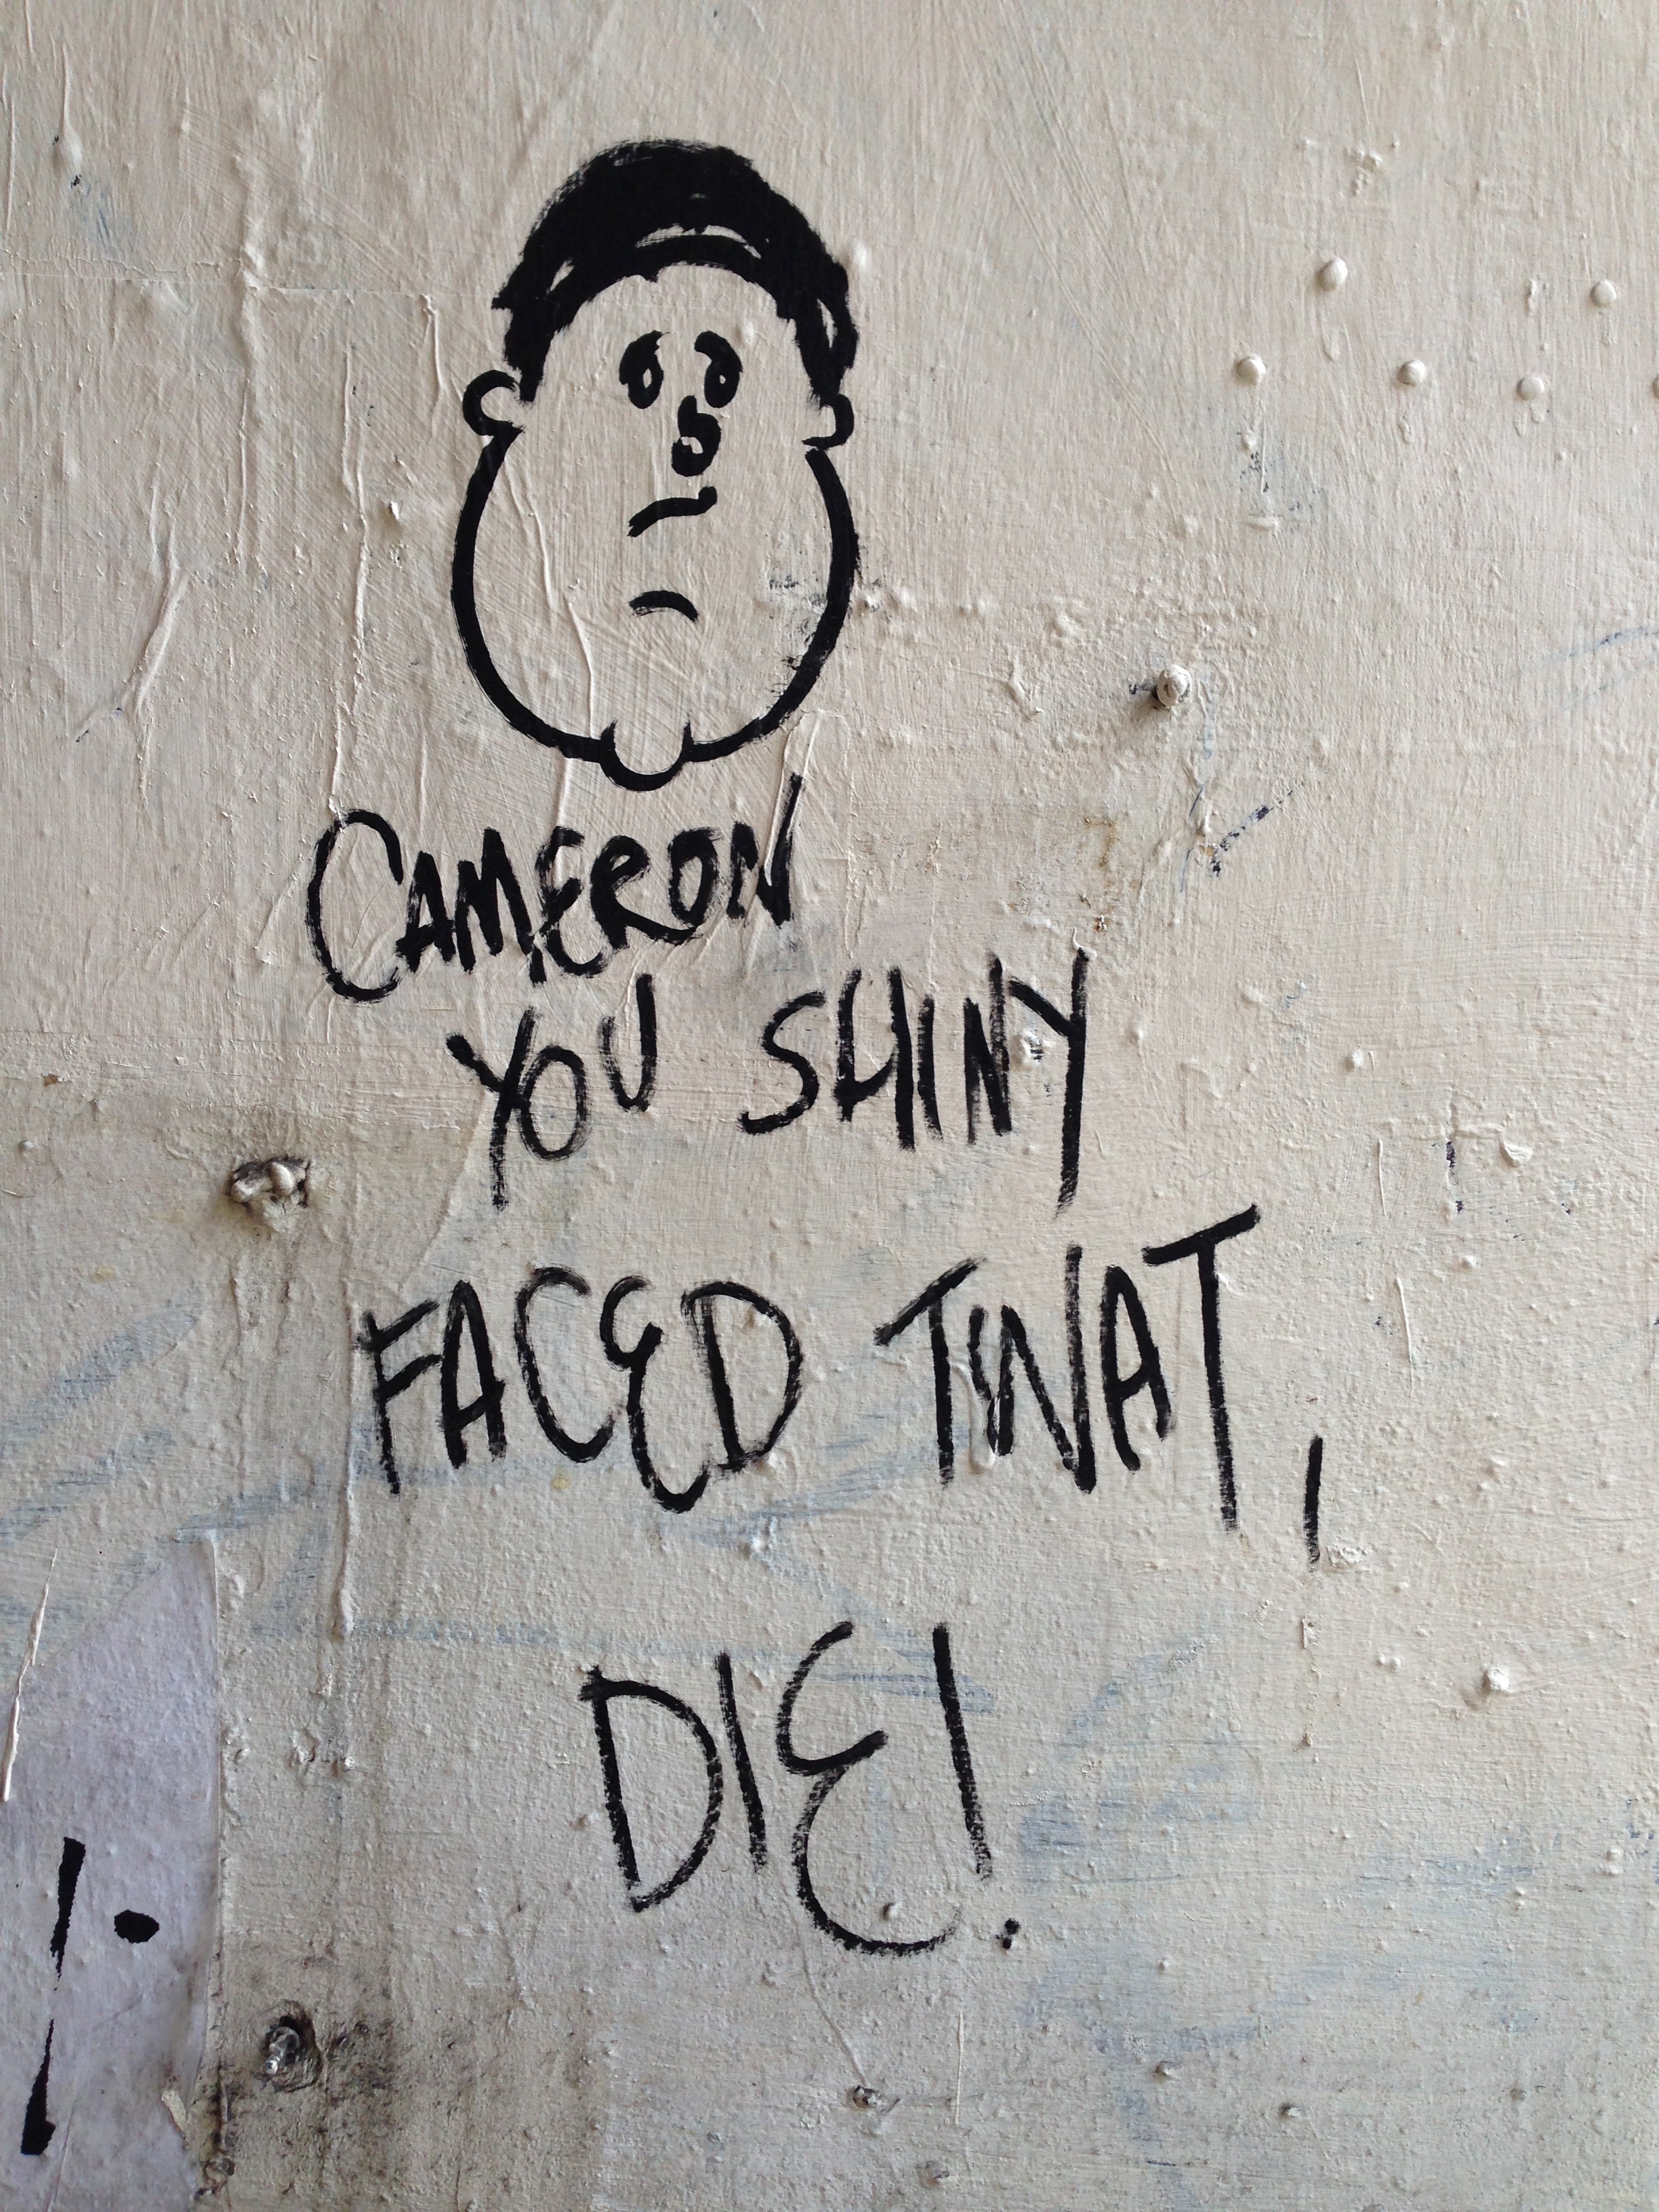 CAMERON
YOU SHINY
FACED TWAT,
DIE!